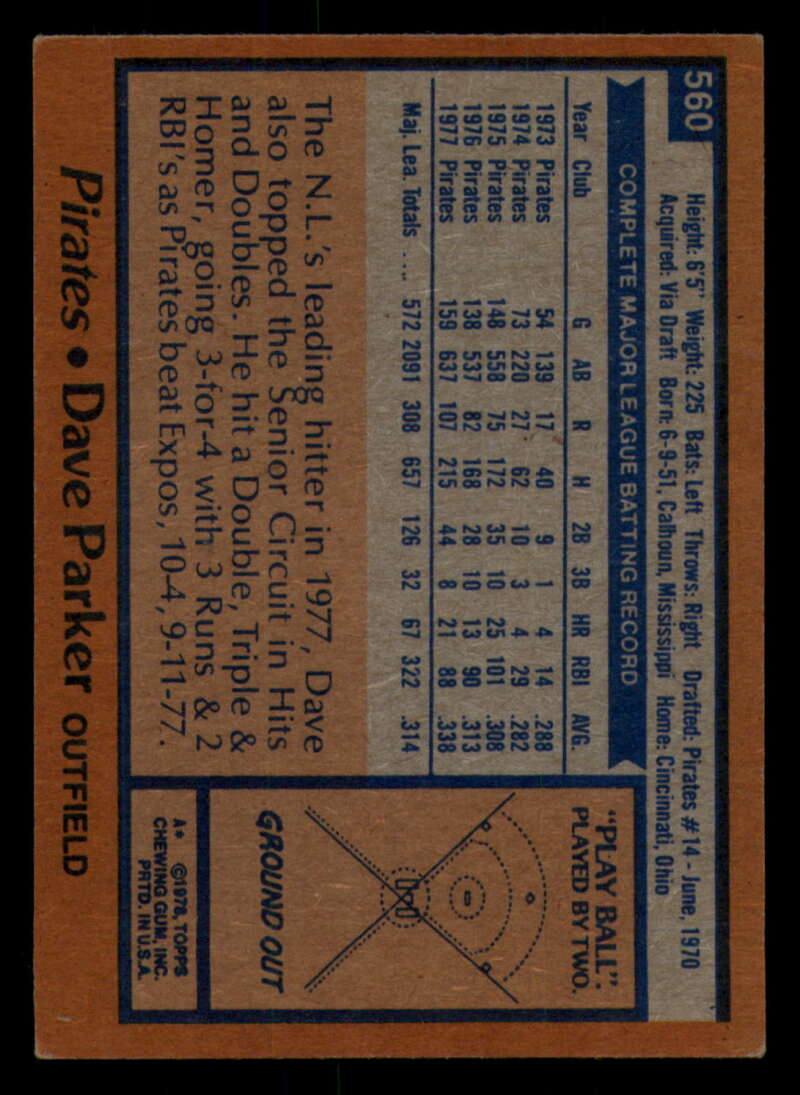 560
Height: 6'5" Weight: 225 Bats: Left Throws: Right Drafted: Pirates #14 - June, 1970
Acquired: Via Draft Born: 6-9-51, Calhoun, Mississippi Home: Cincinnati, Ohio
COMPLETE MAJOR LEAGUE BATTING RECORD
Year Club G AB R H 2B 3B HR RBI AVG.
1973 Pirates 54 139 17 40 9 1 4 14 .288
1974 Pirates 73 220 27 62 10 3 4 29 .282
1975 Pirates 148 558 75 172 35 10 25 101 .308
1976 Pirates 138 537 82 168 28 10 13 90 .313
1977 Pirates 159 637 107 215 44 8 21 88 .338
Maj. Lea. Totals .... 572 2091 308 657 126 32 67 322 .314
The N.L.'s leading hitter in 1977, Dave
also topped the Senior Circuit in Hits
and Doubles. He hit a Double, Triple &
Homer, going 3-for-4 with 3 Runs & 2
RBI's as Pirates beat Expos, 10-4, 9-11-77.
"PLAY BALL".
PLAYED BY TWO.
GROUND OUT
A* ©1978, TOPPS
CHEWING GUM, INC.
PRTD. IN U.S.A.
Pirates • Dave Parker OUTFIELD